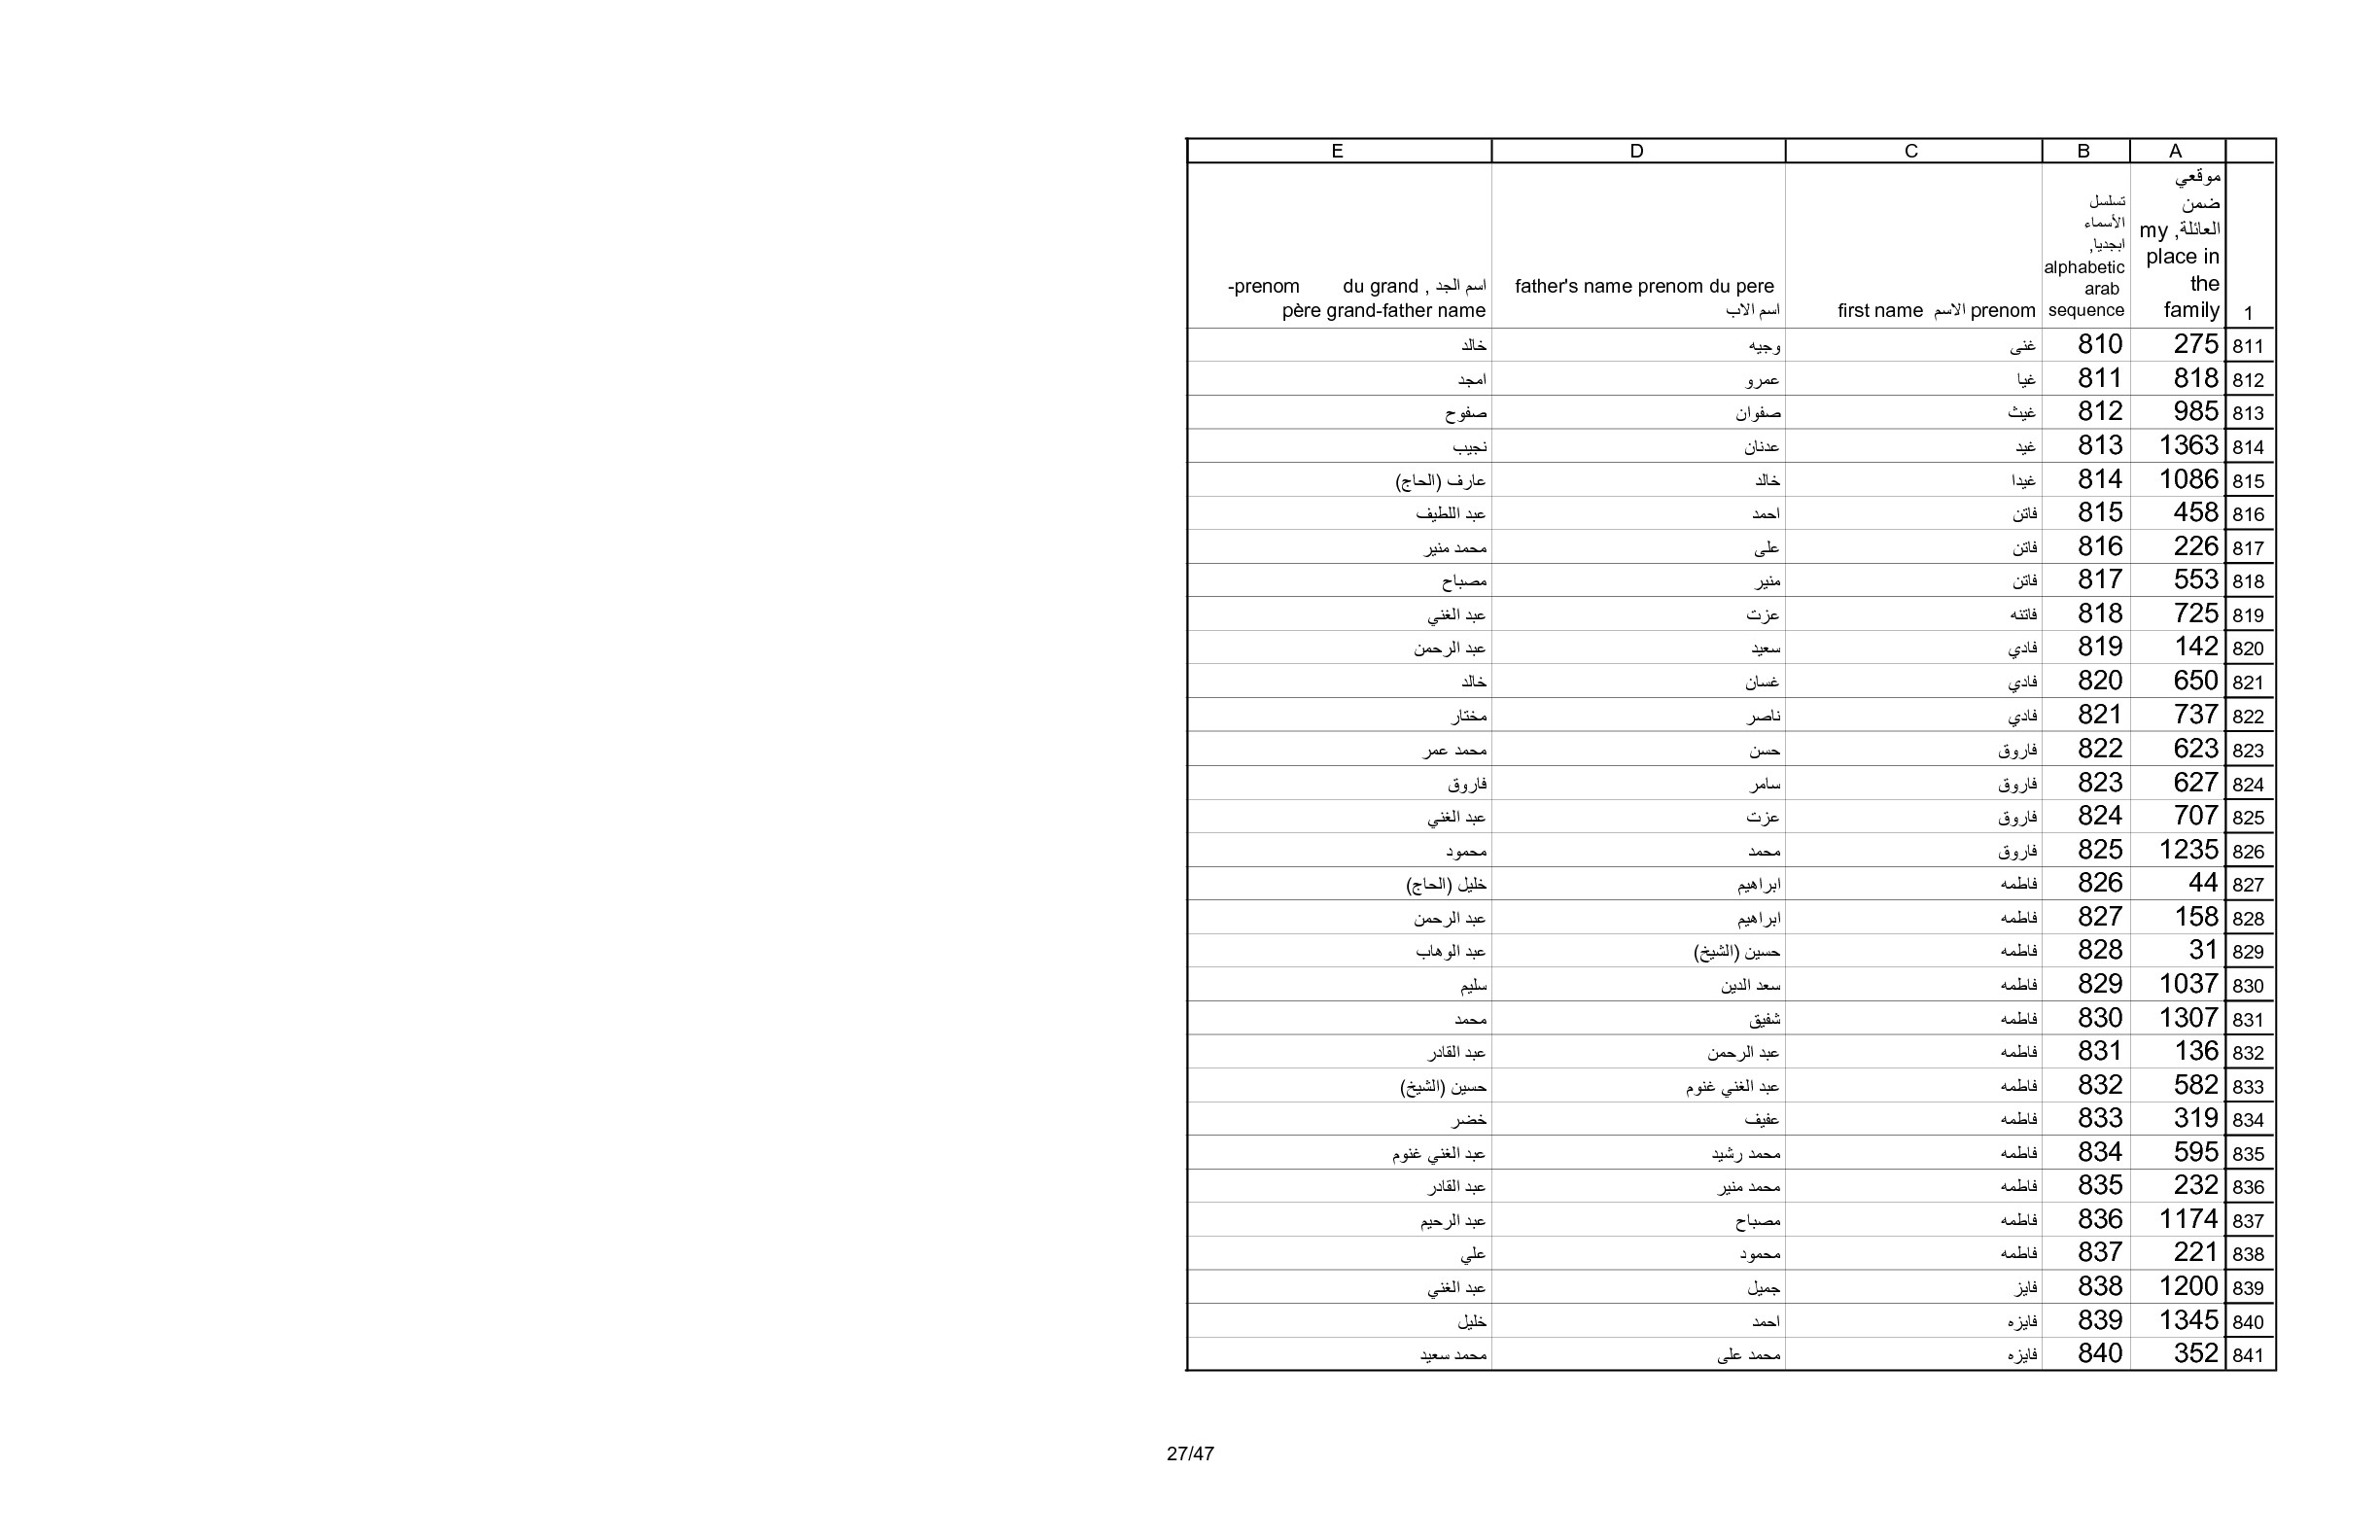 A B C D E
1 موقعي ضمن العائلة, my place in the family تسلسل الأسماء ابجديا, alphabetic arab sequence first name الاسم prenom father's name prenom du pere اسم الاب اسم الجد , du grand -prenom père grand-father name
811 275 810 غنى وجيه خالد
812 818 811 غيا عمرو امجد
813 985 812 غيث صفوان صفوح
814 1363 813 غيد عدنان نجيب
815 1086 814 غيدا خالد عارف (الحاج)
816 458 815 فاتن احمد عبد اللطيف
817 226 816 فاتن على محمد منير
818 553 817 فاتن منير مصباح
819 725 818 فاتنه عزت عبد الغني
820 142 819 فادي سعيد عبد الرحمن
821 650 820 فادي غسان خالد
822 737 821 فادي ناصر مختار
823 623 822 فاروق حسن محمد عمر
824 627 823 فاروق سامر فاروق
825 707 824 فاروق عزت عبد الغني
826 1235 825 فاروق محمد محمود
827 44 826 فاطمه ابراهيم خليل (الحاج)
828 158 827 فاطمه ابراهيم عبد الرحمن
829 31 828 فاطمه حسين (الشيخ) عبد الوهاب
830 1037 829 فاطمه سعد الدين سليم
831 1307 830 فاطمه شفيق محمد
832 136 831 فاطمه عبد الرحمن عبد القادر
833 582 832 فاطمه عبد الغني غنوم حسين (الشيخ)
834 319 833 فاطمه عفيف خضر
835 595 834 فاطمه محمد رشيد عبد الغني غنوم
836 232 835 فاطمه محمد منير عبد القادر
837 1174 836 فاطمه مصباح عبد الرحيم
838 221 837 فاطمه محمود علي
839 1200 838 فايز جميل عبد الغني
840 1345 839 فايزه احمد خليل
841 352 840 فايزه محمد على محمد سعيد
27/47